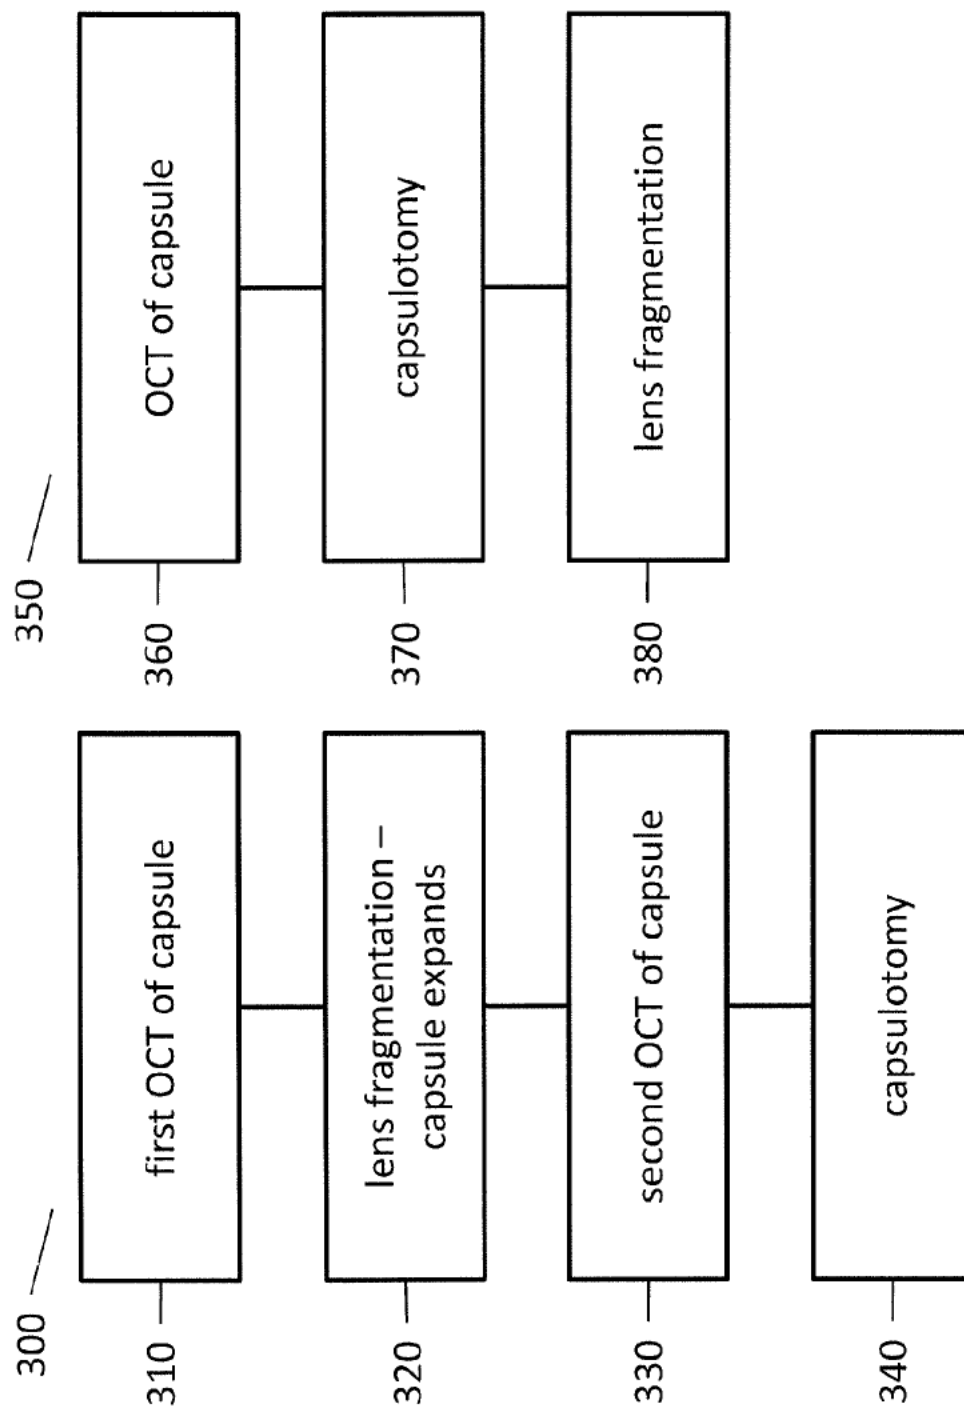 300
310
first OCT of capsule
320
lens fragmentation –
capsule expands
330
second OCT of capsule
340
capsulotomy
350
360
OCT of capsule
370
capsulotomy
380
lens fragmentation